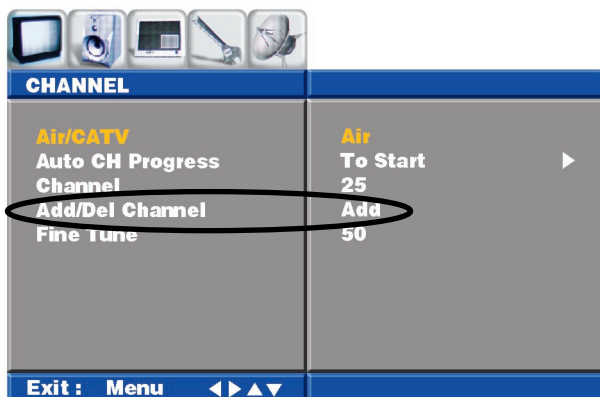 CHANNEL
Air/CATV Air
Auto CH Progress To Start ▶
Channel 25
Add/Del Channel Add
Fine Tune 50
Exit : Menu ◀▶▲▼